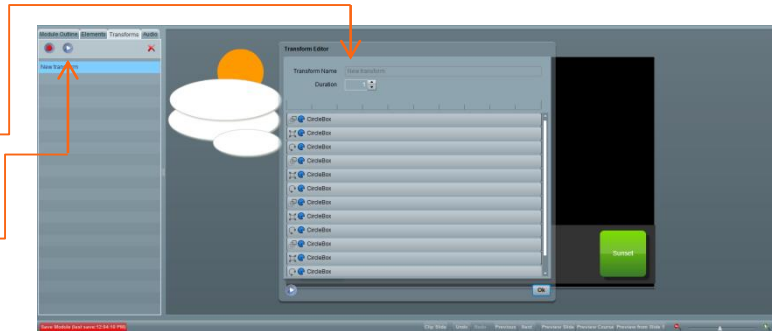 Module Outline Elements Transforms Audio
New transform
Transform Editor
Transform Name New transform
Duration 1
CircleBox
CircleBox
CircleBox
CircleBox
CircleBox
CircleBox
CircleBox
CircleBox
CircleBox
CircleBox
CircleBox
CircleBox
Ok
Sunset
Save Module (last save:12:54:10 PM)
Clip Slide Undo Redo Previous Next Preview Slide Preview Course Preview from Slide 1